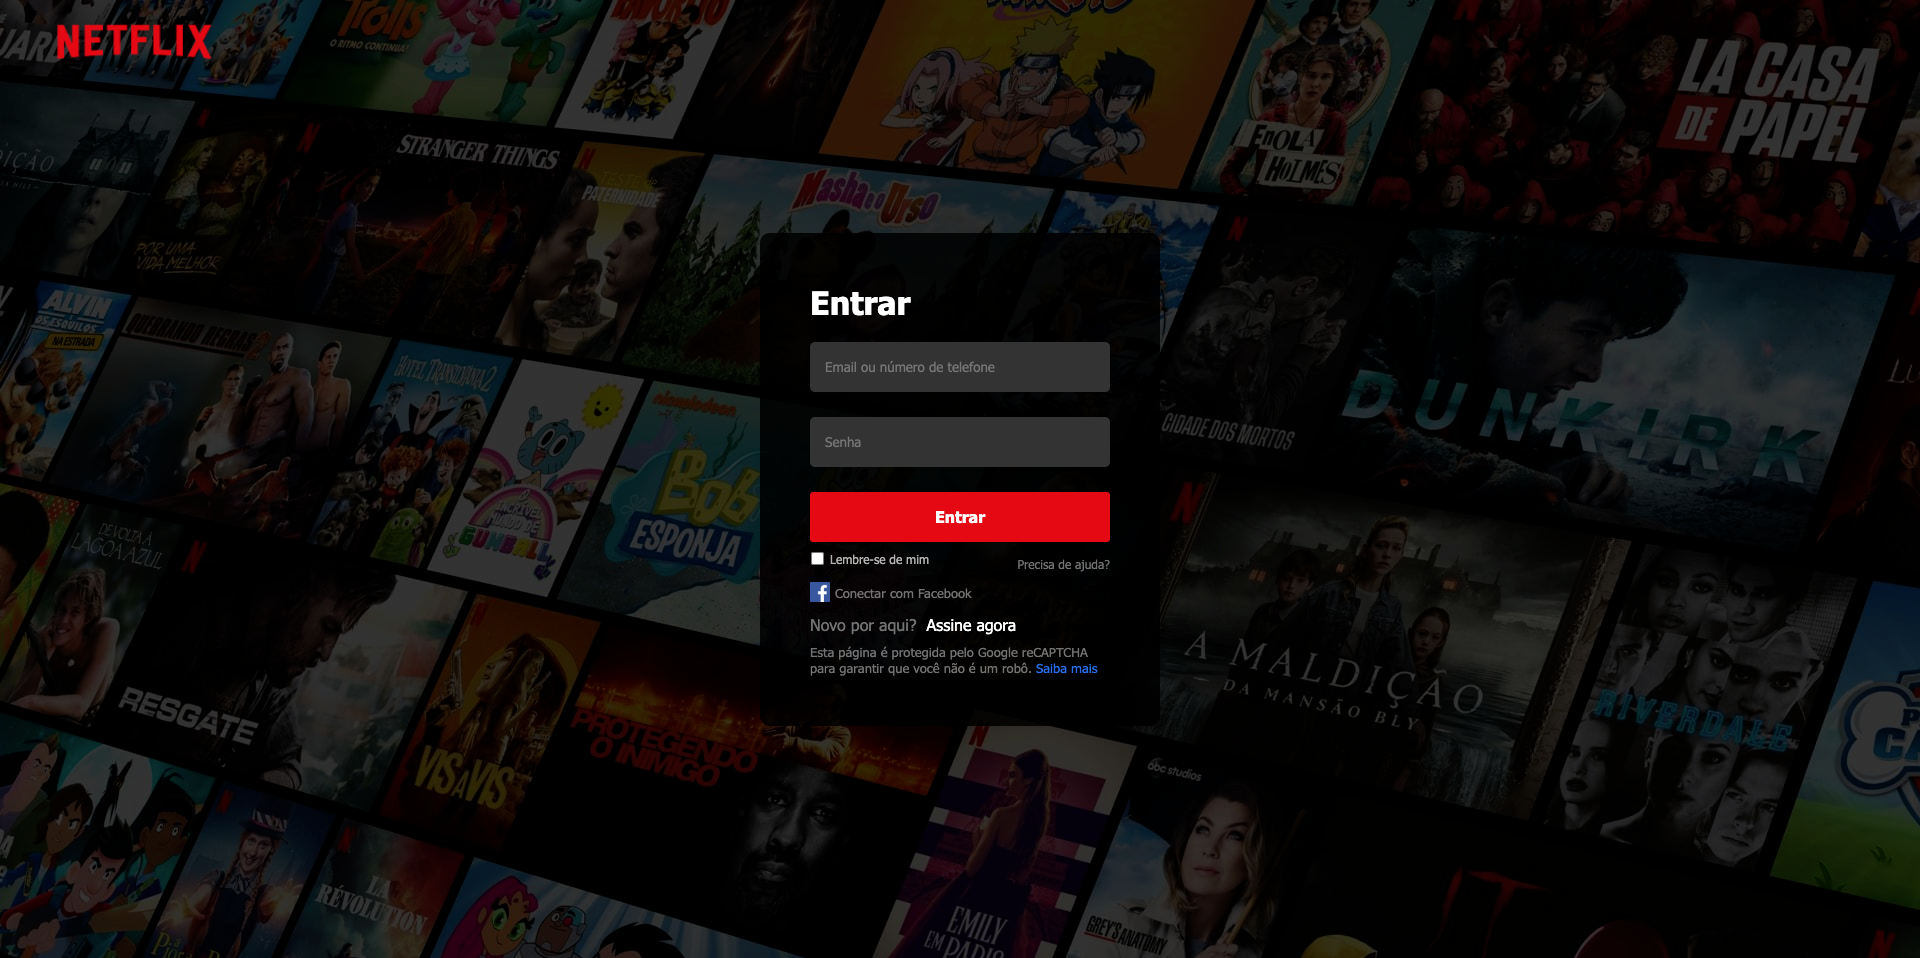 NETFLIX
Trolls
O RITMO CONTINUA!
LA CASA
DE PAPEL
ENOLA
HOLMES
STRANGER THINGS
TESTE DE
PATERNIDADE
Masha e o Urso
POR UMA
VIDA MELHOR
ALVIN
E OS ESQUILOS
NA ESTRADA
QUEBRANDO REGRAS 2
HOTEL TRANSILVÂNIA 2
O INCRÍVEL
MUNDO DE
GUMBALL
nickelodeon
BOB
ESPONJA
CIDADE DOS MORTOS
DUNKIRK
Entrar
Email ou número de telefone
Senha
Entrar
Lembre-se de mim
Precisa de ajuda?
Conectar com Facebook
Novo por aqui? Assine agora
Esta página é protegida pelo Google reCAPTCHA
para garantir que você não é um robô. Saiba mais
DE VOLTA À
LAGOA AZUL
RESGATE
VIS A VIS
PROTEGENDO
O INIMIGO
A MALDIÇÃO
DA MANSÃO BLY
RIVERDALE
abc studios
LA
RÉVOLUTION
EMILY
EM PARIS
GREY'S ANATOMY